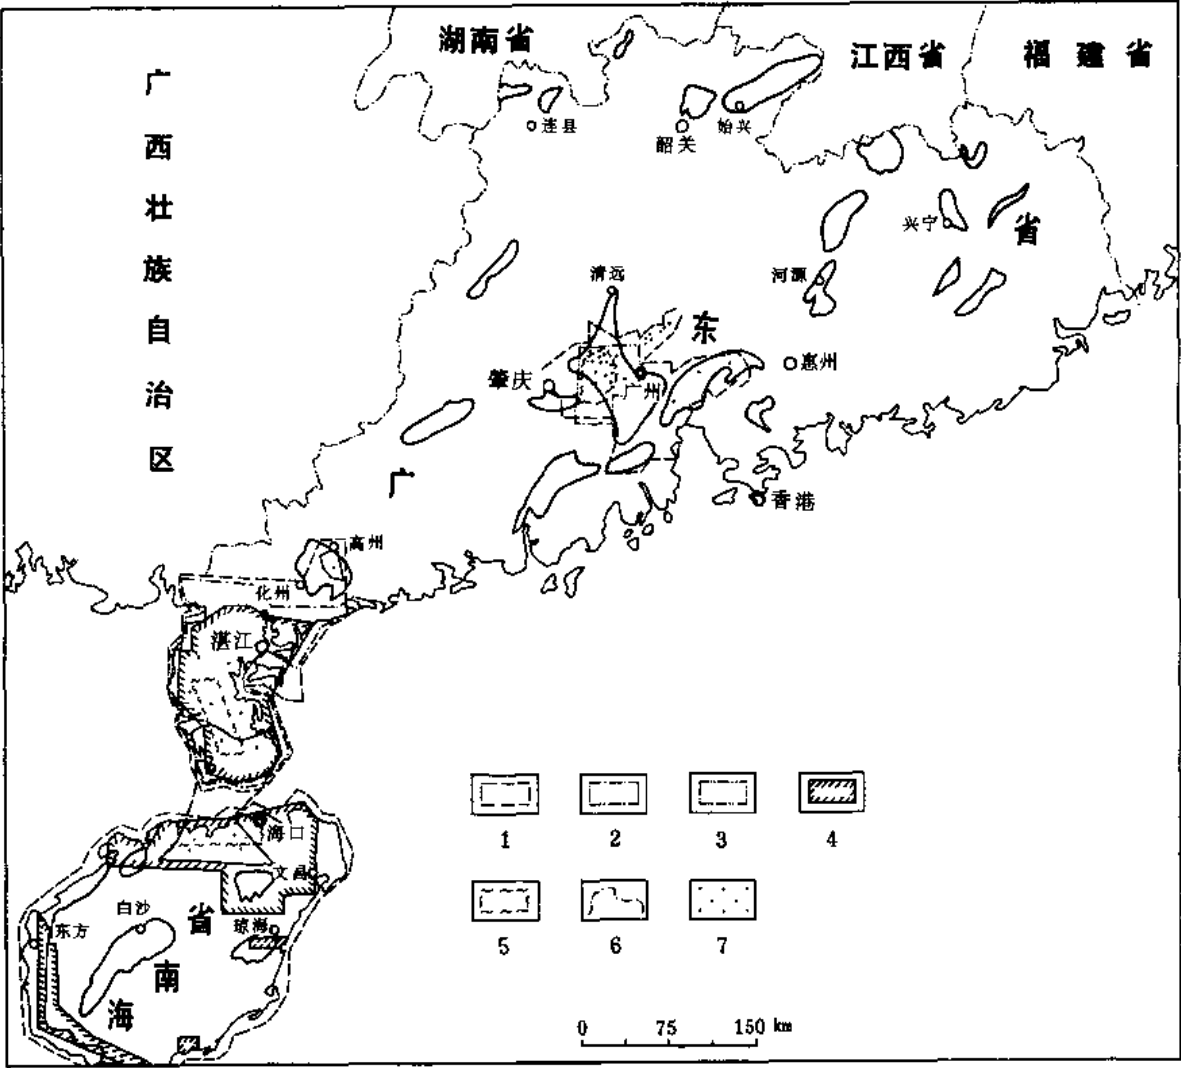 湖南省
江西省
福建省
广西壮族自治区
连县
韶关
始兴
兴宁
省
清远
河源
东
肇庆
广州
惠州
广
香港
高州
化州
湛江
海口
文昌
白沙
省
琼海
东方
南
海
1
2
3
4
5
6
7
0 75 150 km